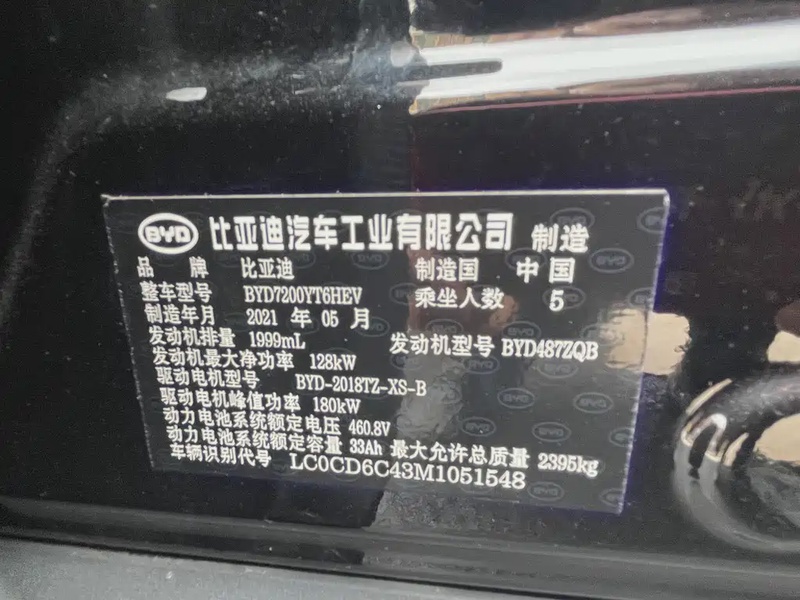 BYD 比亚迪汽车工业有限公司 制造
品 牌 比亚迪 制造国 中国
整车型号 BYD7200YT6HEV 乘坐人数 5
制造年月 2021 年 05 月
发动机排量 1999mL 发动机型号 BYD487ZQB
发动机最大净功率 128kW
驱动电机型号 BYD-2018TZ-XS-B
驱动电机峰值功率 180kW
动力电池系统额定电压 460.8V
动力电池系统额定容量 33Ah 最大允许总质量 2395kg
车辆识别代号 LC0CD6C43M1051548